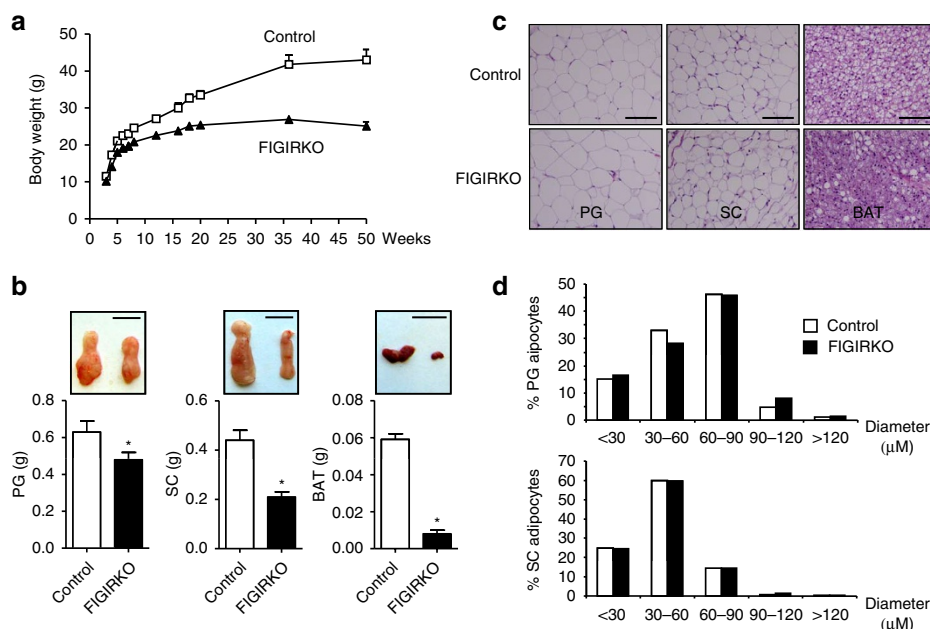 a
Body weight (g)
50
40
30
20
10
0
Control
FIGIRKO
0 5 10 15 20 25 30 35 40 45 50 Weeks
b
PG (g)
0.8
0.6
0.4
0.2
0.0
Control
FIGIRKO
*
SC (g)
0.6
0.4
0.2
0.0
Control
FIGIRKO
*
BAT (g)
0.08
0.06
0.04
0.02
0.00
Control
FIGIRKO
*
c
Control
FIGIRKO
PG
SC
BAT
d
% PG aipocytes
50
40
30
20
10
0
Control
FIGIRKO
<30 30–60 60–90 90–120 >120
Diameter
(μM)
% SC adipocytes
70
60
50
40
30
20
10
0
<30 30–60 60–90 90–120 >120
Diameter
(μM)